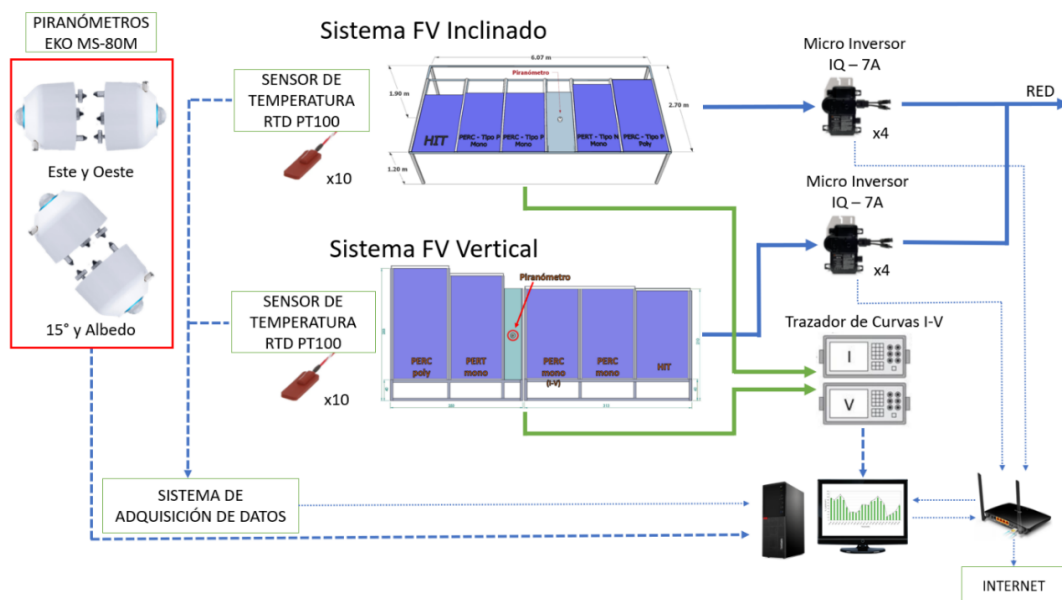 PIRANÓMETROS
EKO MS-80M
Este y Oeste
15° y Albedo
SENSOR DE
TEMPERATURA
RTD PT100
x10
Sistema FV Inclinado
6.07 m
Piranómetro
1.90 m
2.70 m
HIT
PERC - Tipo P
Mono
PERC - Tipo P
Mono
PERT - Tipo N
Mono
PERC - Tipo P
Poly
1.20 m
Micro Inversor
IQ – 7A
x4
RED
SENSOR DE
TEMPERATURA
RTD PT100
x10
Sistema FV Vertical
Piranómetro
PERC
poly
PERT
mono
PERC
mono
(I-V)
PERC
mono
HIT
Micro Inversor
IQ – 7A
x4
Trazador de Curvas I-V
I
V
SISTEMA DE
ADQUISICIÓN DE DATOS
INTERNET